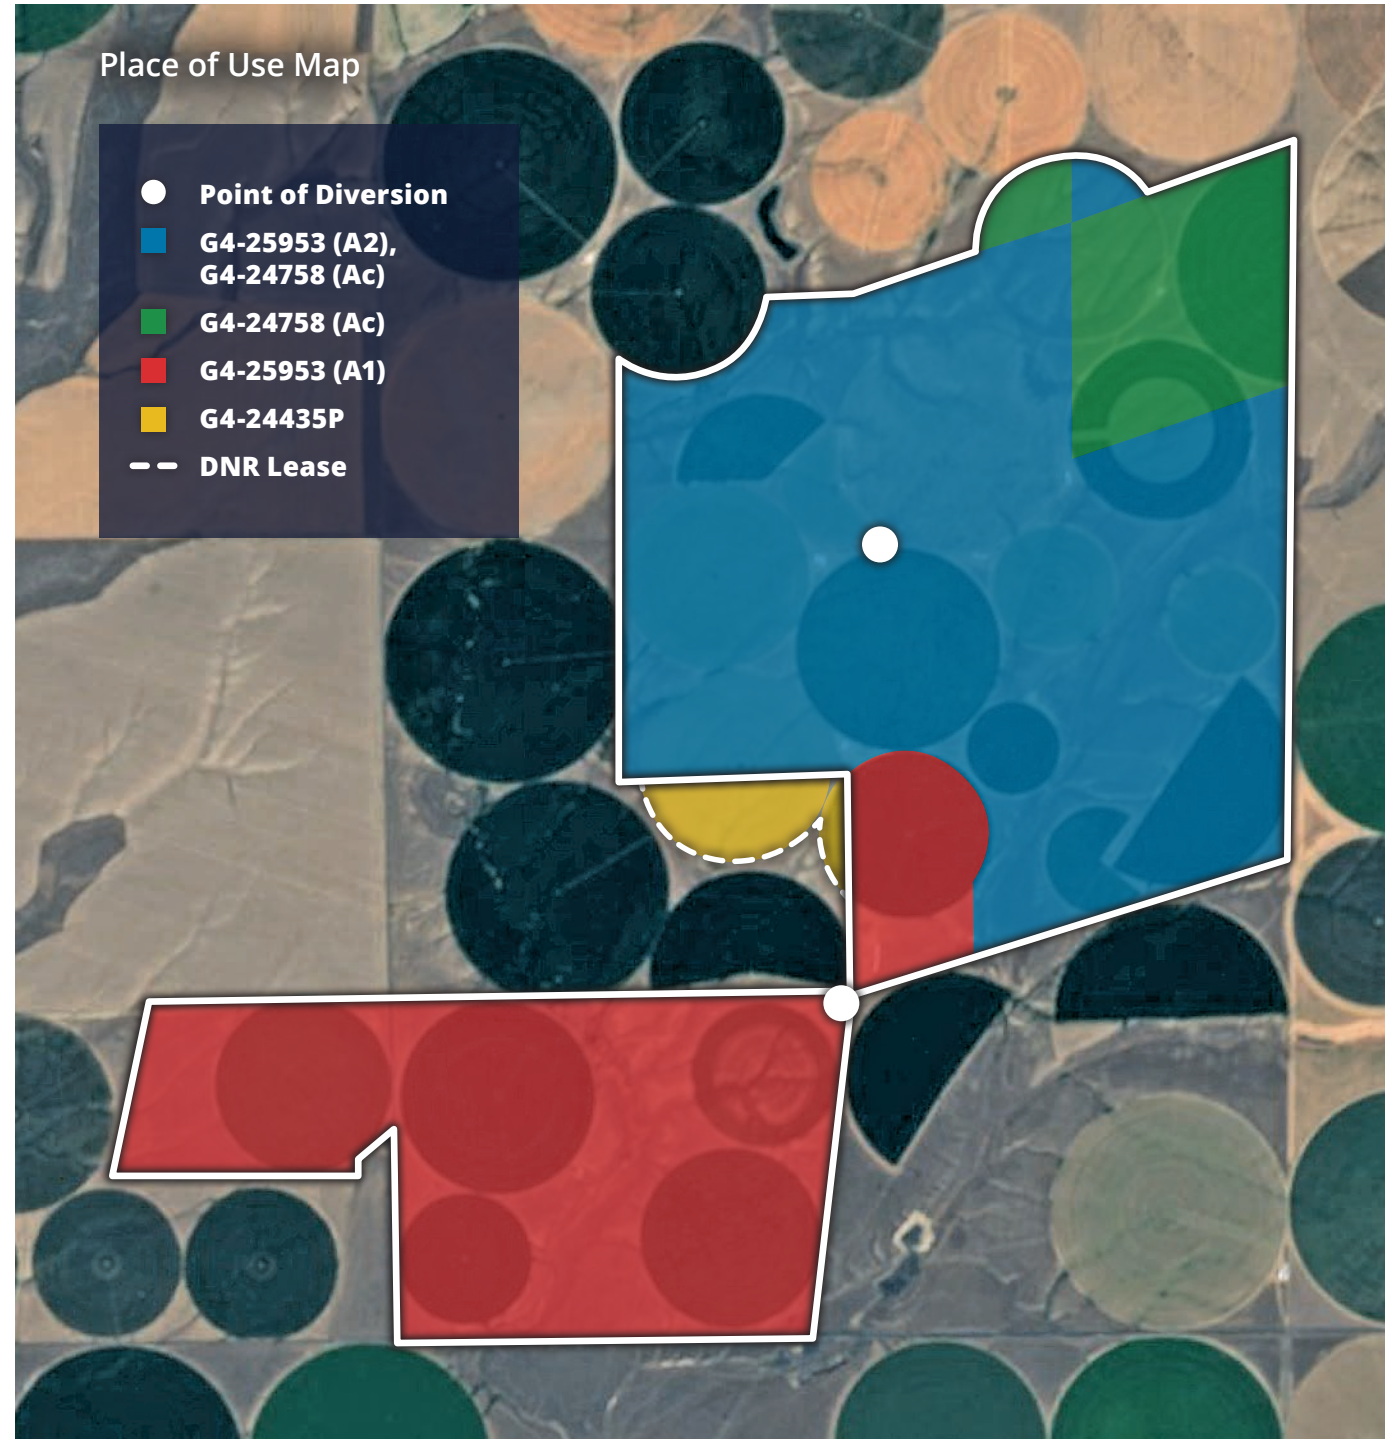 Place of Use Map
Point of Diversion
G4-25953 (A2),
G4-24758 (Ac)
G4-24758 (Ac)
G4-25953 (A1)
G4-24435P
DNR Lease